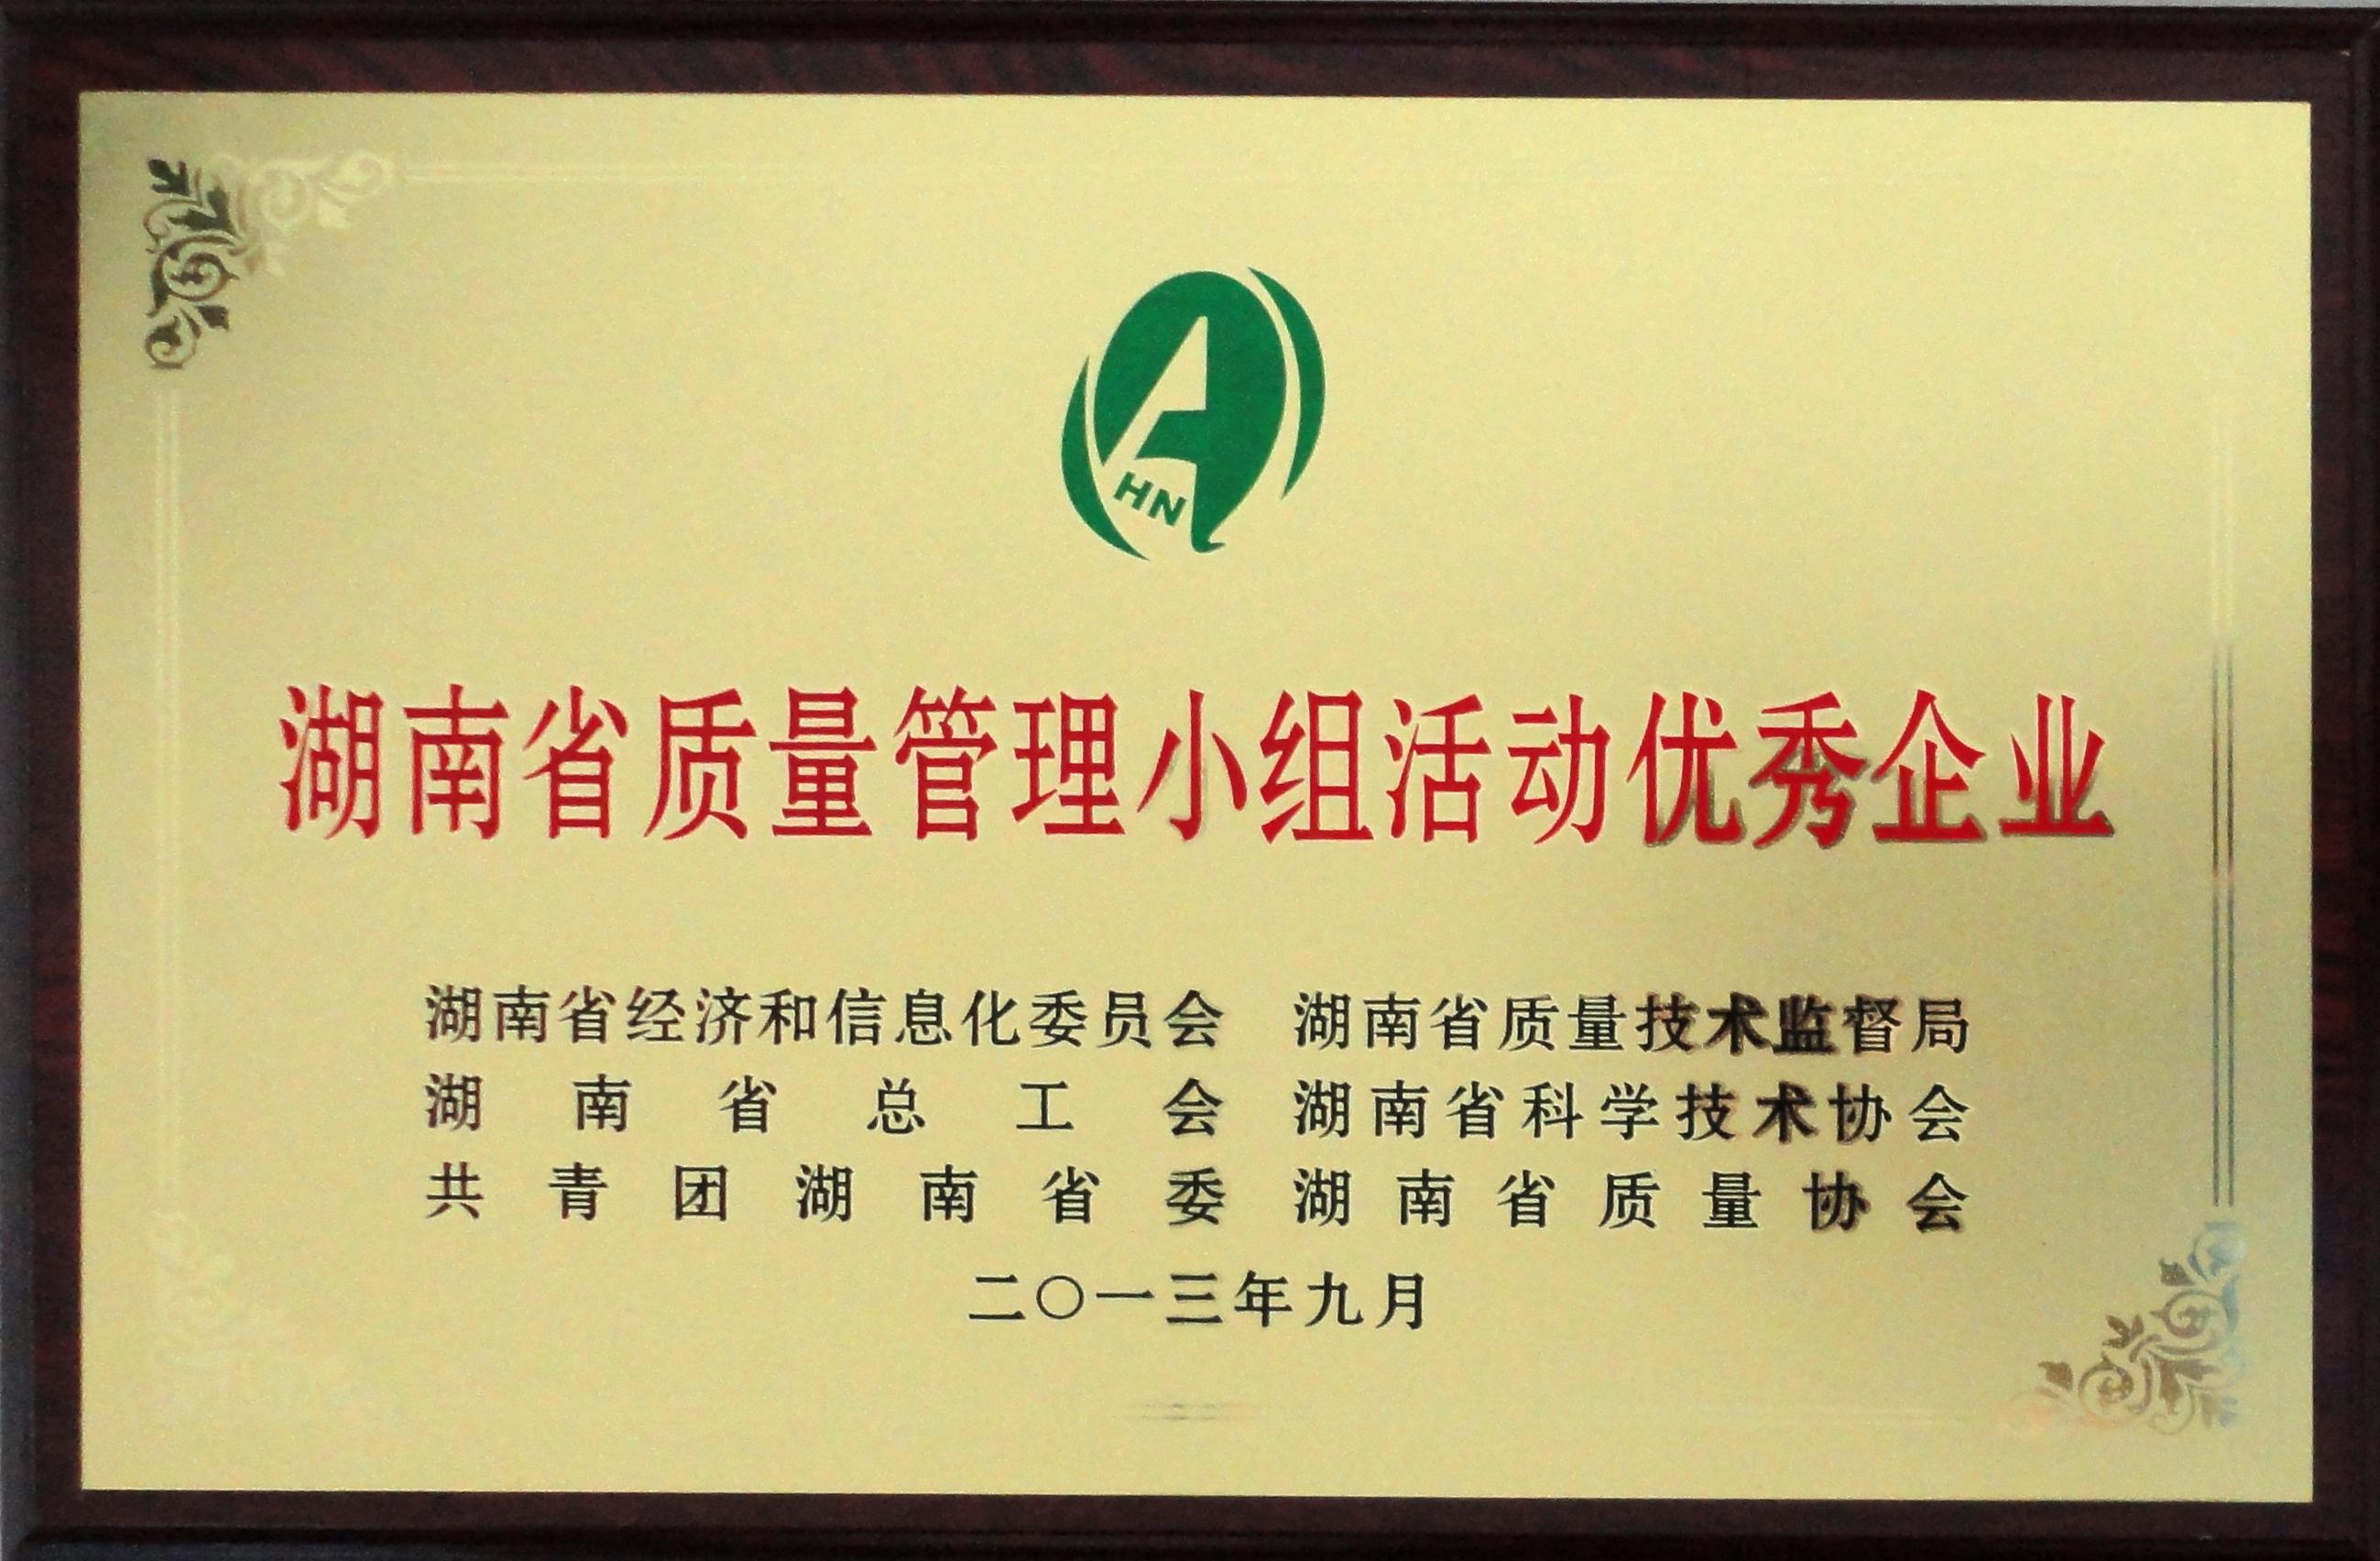 HN
湖南省质量管理小组活动优秀企业
湖南省经济和信息化委员会 湖南省质量技术监督局
湖南省总工会 湖南省科学技术协会
共青团湖南省委 湖南省质量协会
二〇一三年九月